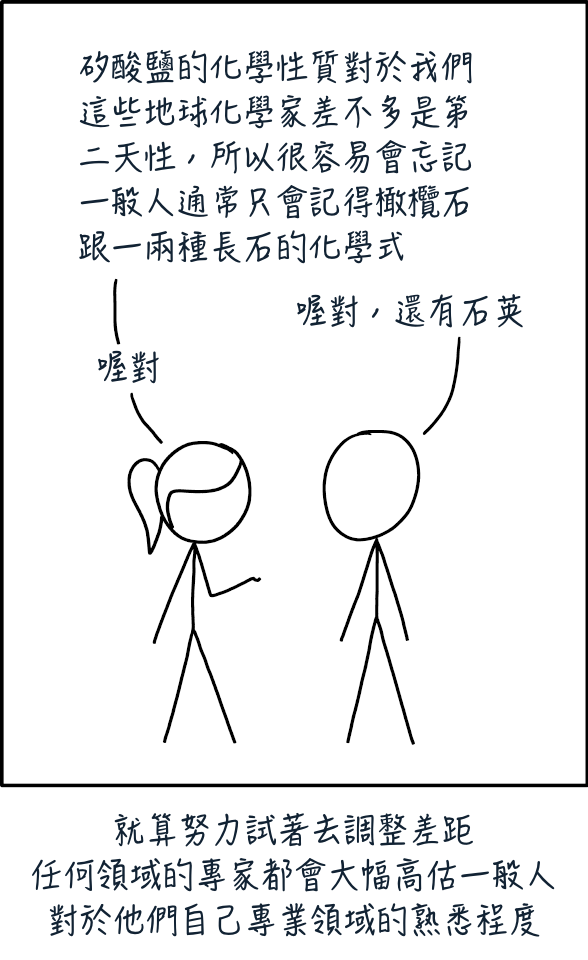 矽酸鹽的化學性質對於我們
這些地球化學家差不多是第
二天性，所以很容易會忘記
一般人通常只會記得橄欖石
跟一兩種長石的化學式
喔對，還有石英
喔對
就算努力試著去調整差距
任何領域的專家都會大幅高估一般人
對於他們自己專業領域的熟悉程度